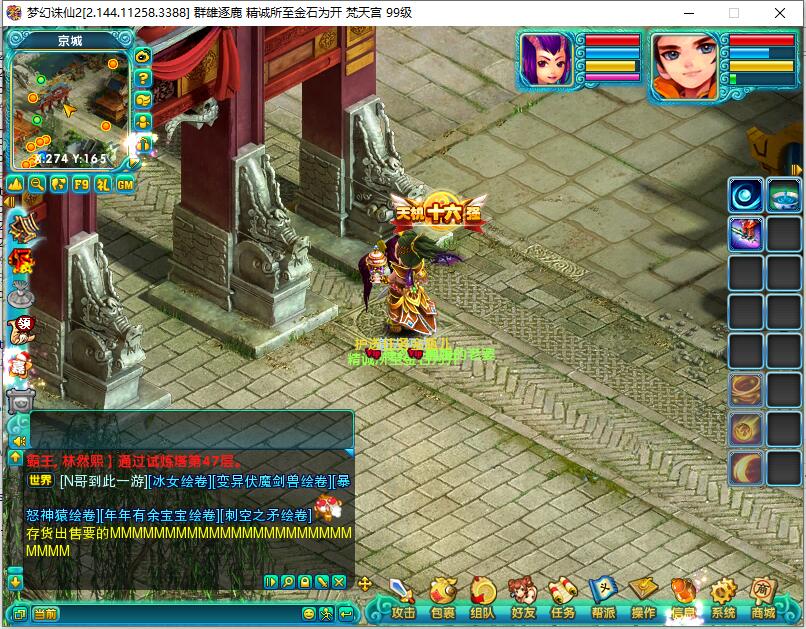 梦幻诛仙2[2.144.11258.3388] 群雄逐鹿 精诚所至金石为开 梵天宫 99级
京城
X:274 Y:165
F9 礼 GM
天机十六强
领
霸王, 林然熙】通过试炼塔第47层。
世界 [N哥到此一游][冰女绘卷][变异伏魔剑兽绘卷][暴
怒神猿绘卷][年年有余宝宝绘卷][刺空之矛绘卷]
存货出售要的MMMMMMMMMMMMMMMMMMMMMM
MMMM
当前
攻击 包裹 组队 好友 任务 帮派 操作 信息 系统 商城